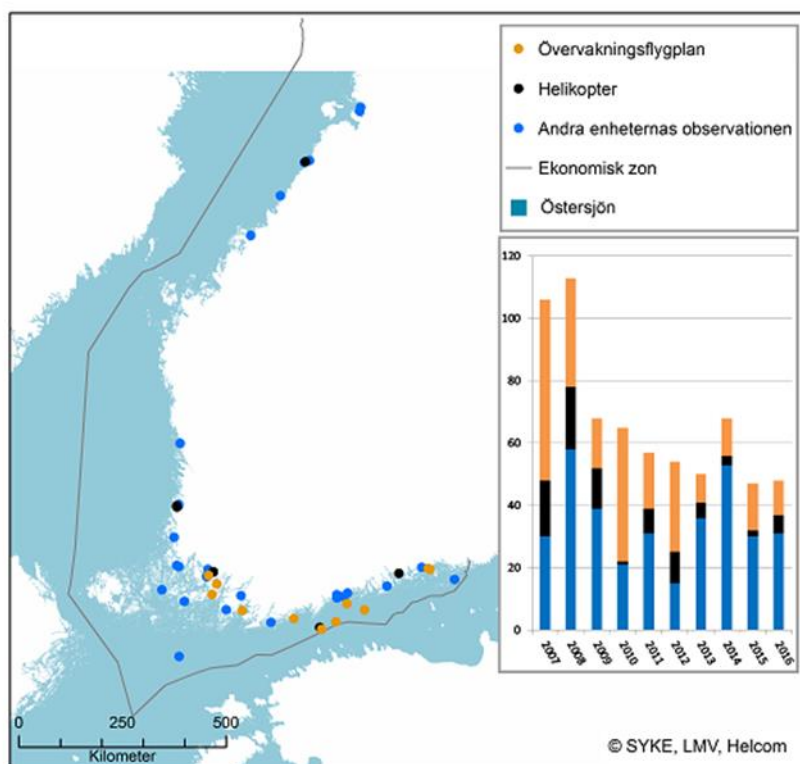 Övervakningsflygplan
Helikopter
Andra enheternas observationen
Ekonomisk zon
Östersjön
120
100
80
60
40
20
0
2007
2008
2009
2010
2011
2012
2013
2014
2015
2016
0 250 500
Kilometer
© SYKE, LMV, Helcom